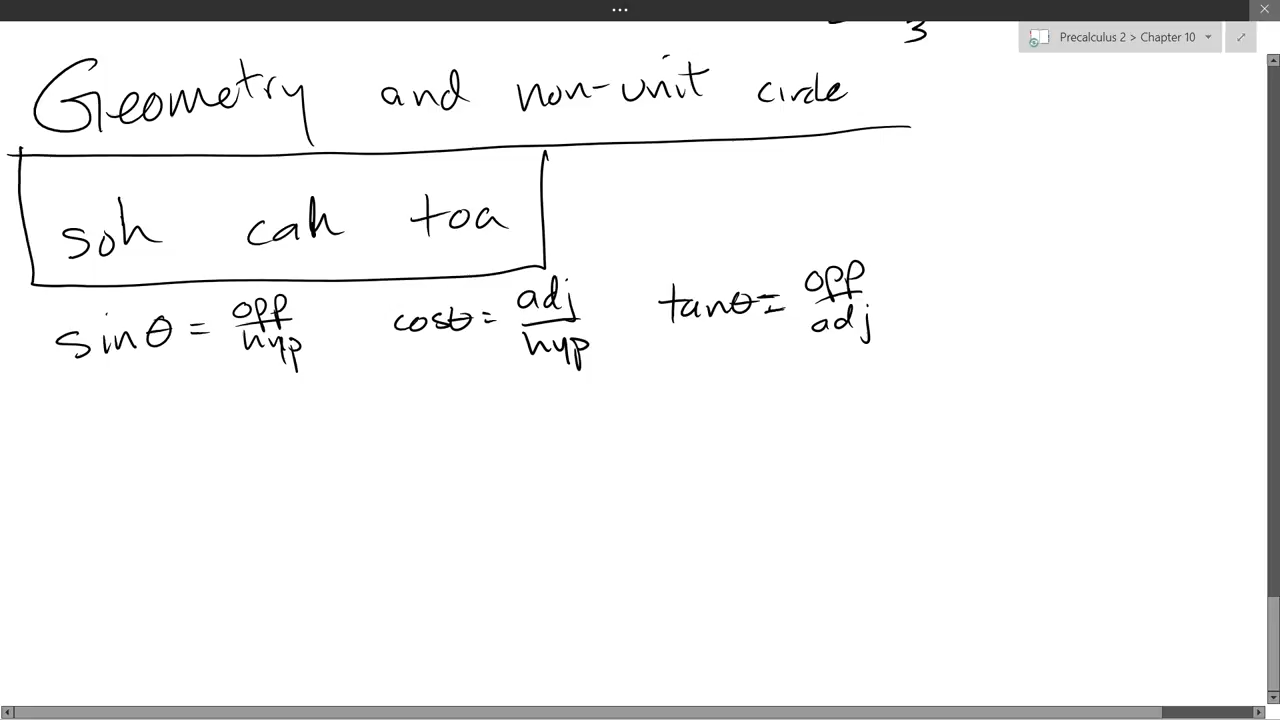 ...
3
Precalculus 2 > Chapter 10
Geometry and non-unit circle
soh cah toa
sinθ = opp/hyp cosθ = adj/hyp tanθ = opp/adj